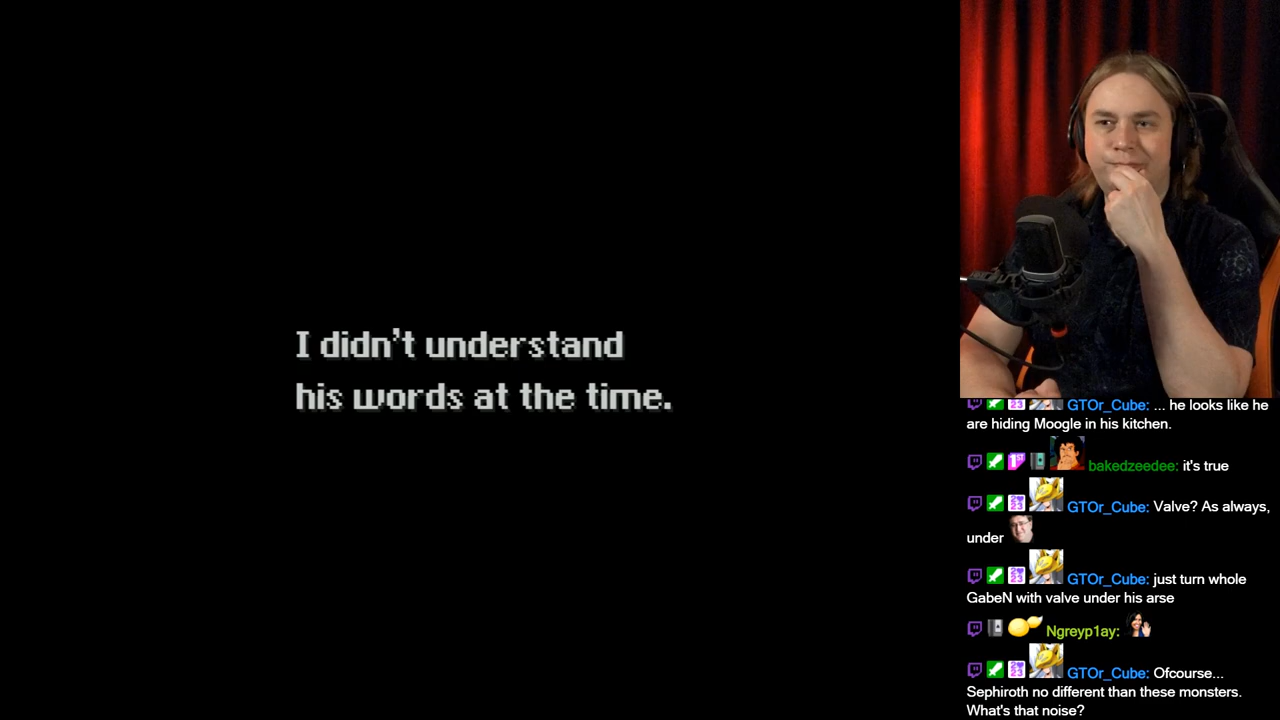 I didn't understand
his words at the time.
GTOr_Cube: ... he looks like he
are hiding Moogle in his kitchen.
bakedzeedee: it's true
GTOr_Cube: Valve? As always,
under
GTOr_Cube: just turn whole
GabeN with valve under his arse
Ngreyp1ay:
GTOr_Cube: Ofcourse...
Sephiroth no different than these monsters.
What's that noise?